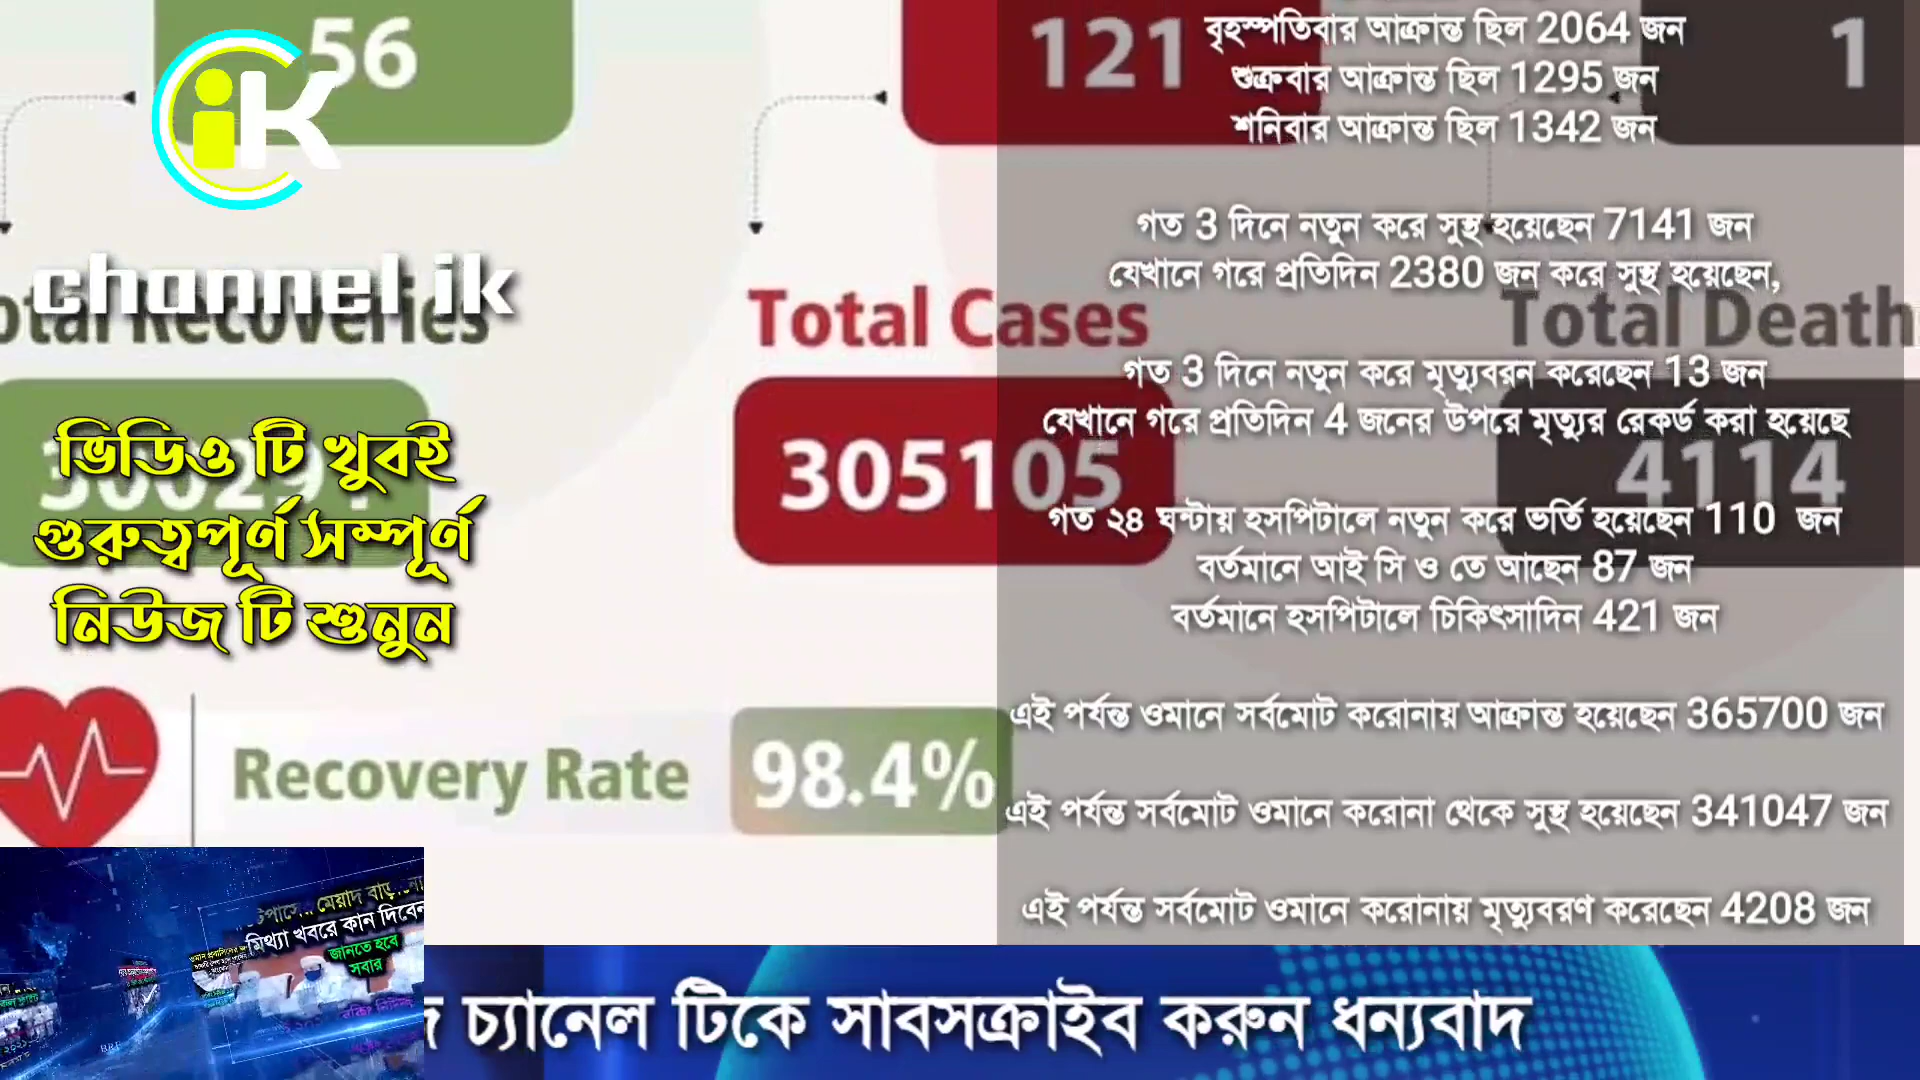 56
121
1
iK
channel ik
Total Cases
Total Death
305105
4114
Recovery Rate
98.4%
ভিডিও টি খুবই
গুরুত্বপূর্ণ সম্পূর্ণ
নিউজ টি শুনুন
বৃহস্পতিবার আক্রান্ত ছিল 2064 জন
শুক্রবার আক্রান্ত ছিল 1295 জন
শনিবার আক্রান্ত ছিল 1342 জন
গত 3 দিনে নতুন করে সুস্থ হয়েছেন 7141 জন
যেখানে গরে প্রতিদিন 2380 জন করে সুস্থ হয়েছেন,
গত 3 দিনে নতুন করে মৃত্যুবরন করেছেন 13 জন
যেখানে গরে প্রতিদিন 4 জনের উপরে মৃত্যুর রেকর্ড করা হয়েছে
গত ২৪ ঘন্টায় হসপিটালে নতুন করে ভর্তি হয়েছেন 110 জন
বর্তমানে আই সি ও তে আছেন 87 জন
বর্তমানে হসপিটালে চিকিৎসাদিন 421 জন
এই পর্যন্ত ওমানে সর্বমোট করোনায় আক্রান্ত হয়েছেন 365700 জন
এই পর্যন্ত সর্বমোট ওমানে করোনা থেকে সুস্থ হয়েছেন 341047 জন
এই পর্যন্ত সর্বমোট ওমানে করোনায় মৃত্যুবরণ করেছেন 4208 জন
মেয়াদ
মিথ্যা খবরে কান দিবেন
জানতে হবে
সবার
চ্যানেল টিকে সাবসক্রাইব করুন ধন্যবাদ